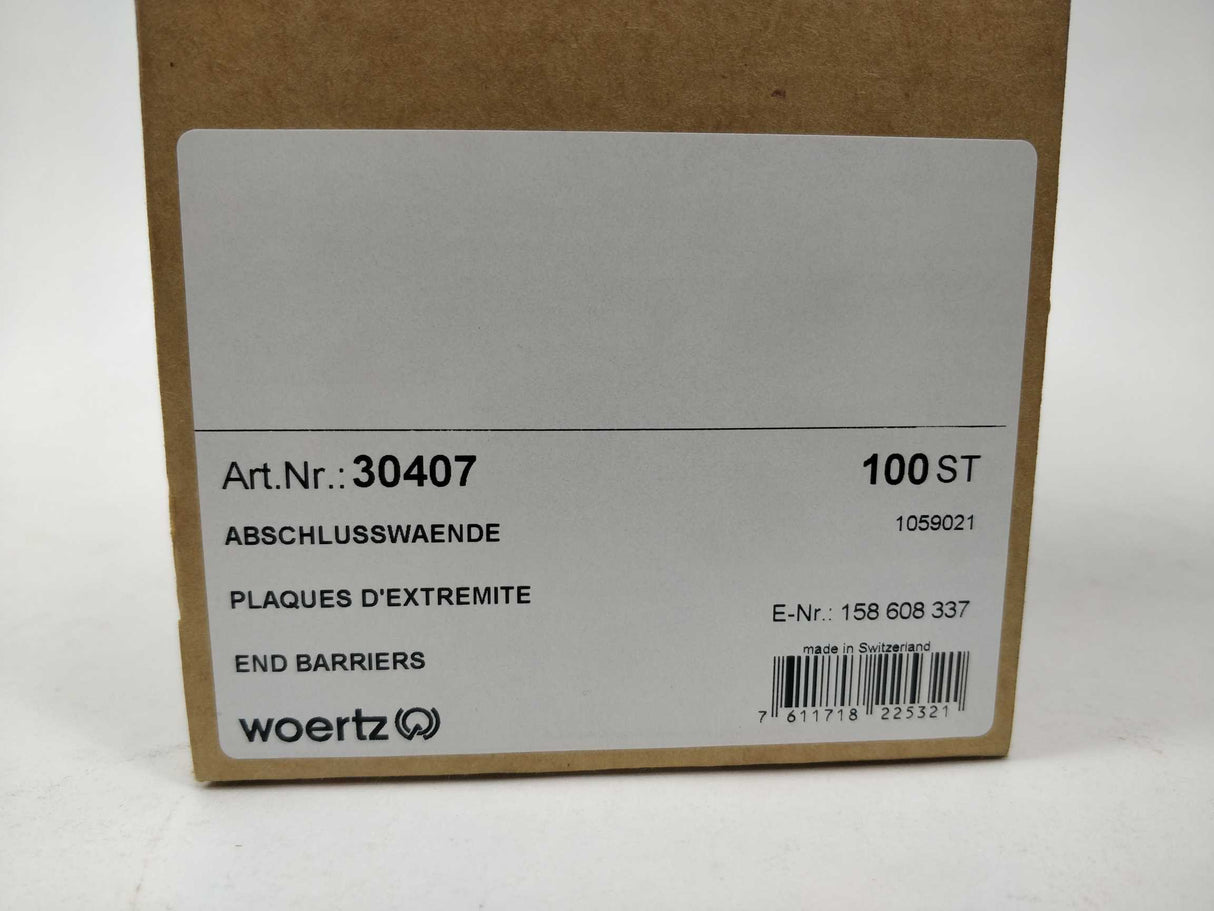 Art.Nr.: 30407 100 ST
ABSCHLUSSWAENDE 1059021
PLAQUES D'EXTREMITE E-Nr.: 158 608 337
END BARRIERS made in Switzerland
woertz 7 611718 225321